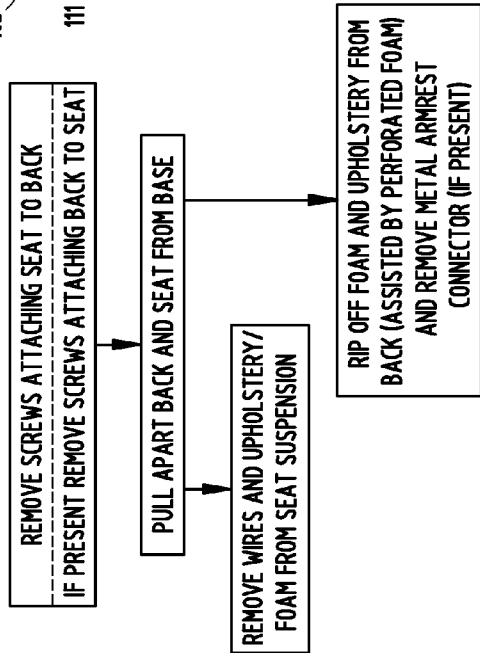 111
REMOVE SCREWS ATTACHING SEAT TO BACK
IF PRESENT REMOVE SCREWS ATTACHING BACK TO SEAT
PULL APART BACK AND SEAT FROM BASE
REMOVE WIRES AND UPHOLSTERY/
FOAM FROM SEAT SUSPENSION
RIP OFF FOAM AND UPHOLSTERY FROM
BACK (ASSISTED BY PERFORATED FOAM)
AND REMOVE METAL ARMREST
CONNECTOR (IF PRESENT)